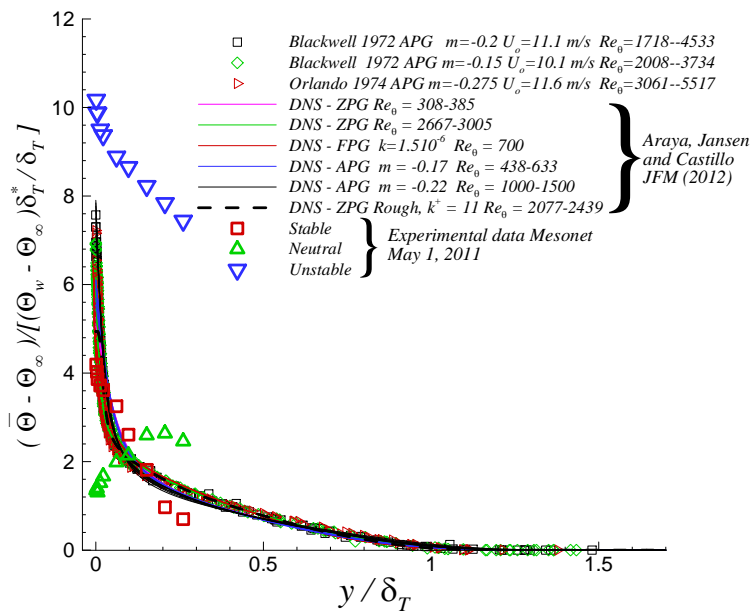 Blackwell 1972 APG m=-0.2 U_o=11.1 m/s Re_θ=1718--4533
Blackwell 1972 APG m=-0.15 U_o=10.1 m/s Re_θ=2008--3734
Orlando 1974 APG m=-0.275 U_o=11.6 m/s Re_θ=3061--5517
DNS - ZPG Re_θ = 308-385
DNS - ZPG Re_θ = 2667-3005
DNS - FPG k=1.510^-6 Re_θ = 700
DNS - APG m = -0.17 Re_θ = 438-633
DNS - APG m = -0.22 Re_θ = 1000-1500
DNS - ZPG Rough, k^+ = 11 Re_θ = 2077-2439
Araya, Jansen
and Castillo
JFM (2012)
Stable
Neutral
Unstable
Experimental data Mesonet
May 1, 2011
(Θ̅ - Θ_∞)/[(Θ_w - Θ_∞)δ*_T/δ_T]
12
10
8
6
4
2
0
0
0.5
1
1.5
y/δ_T